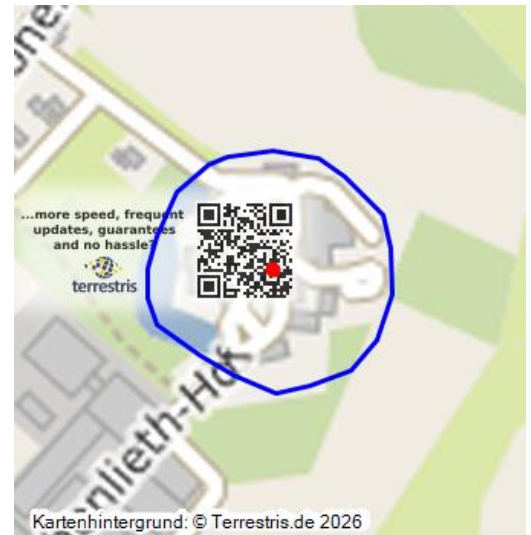 ...more speed, frequent
updates, guarantees
and no hassle?
terrestris
Kartenhintergrund: © Terrestris.de 2026